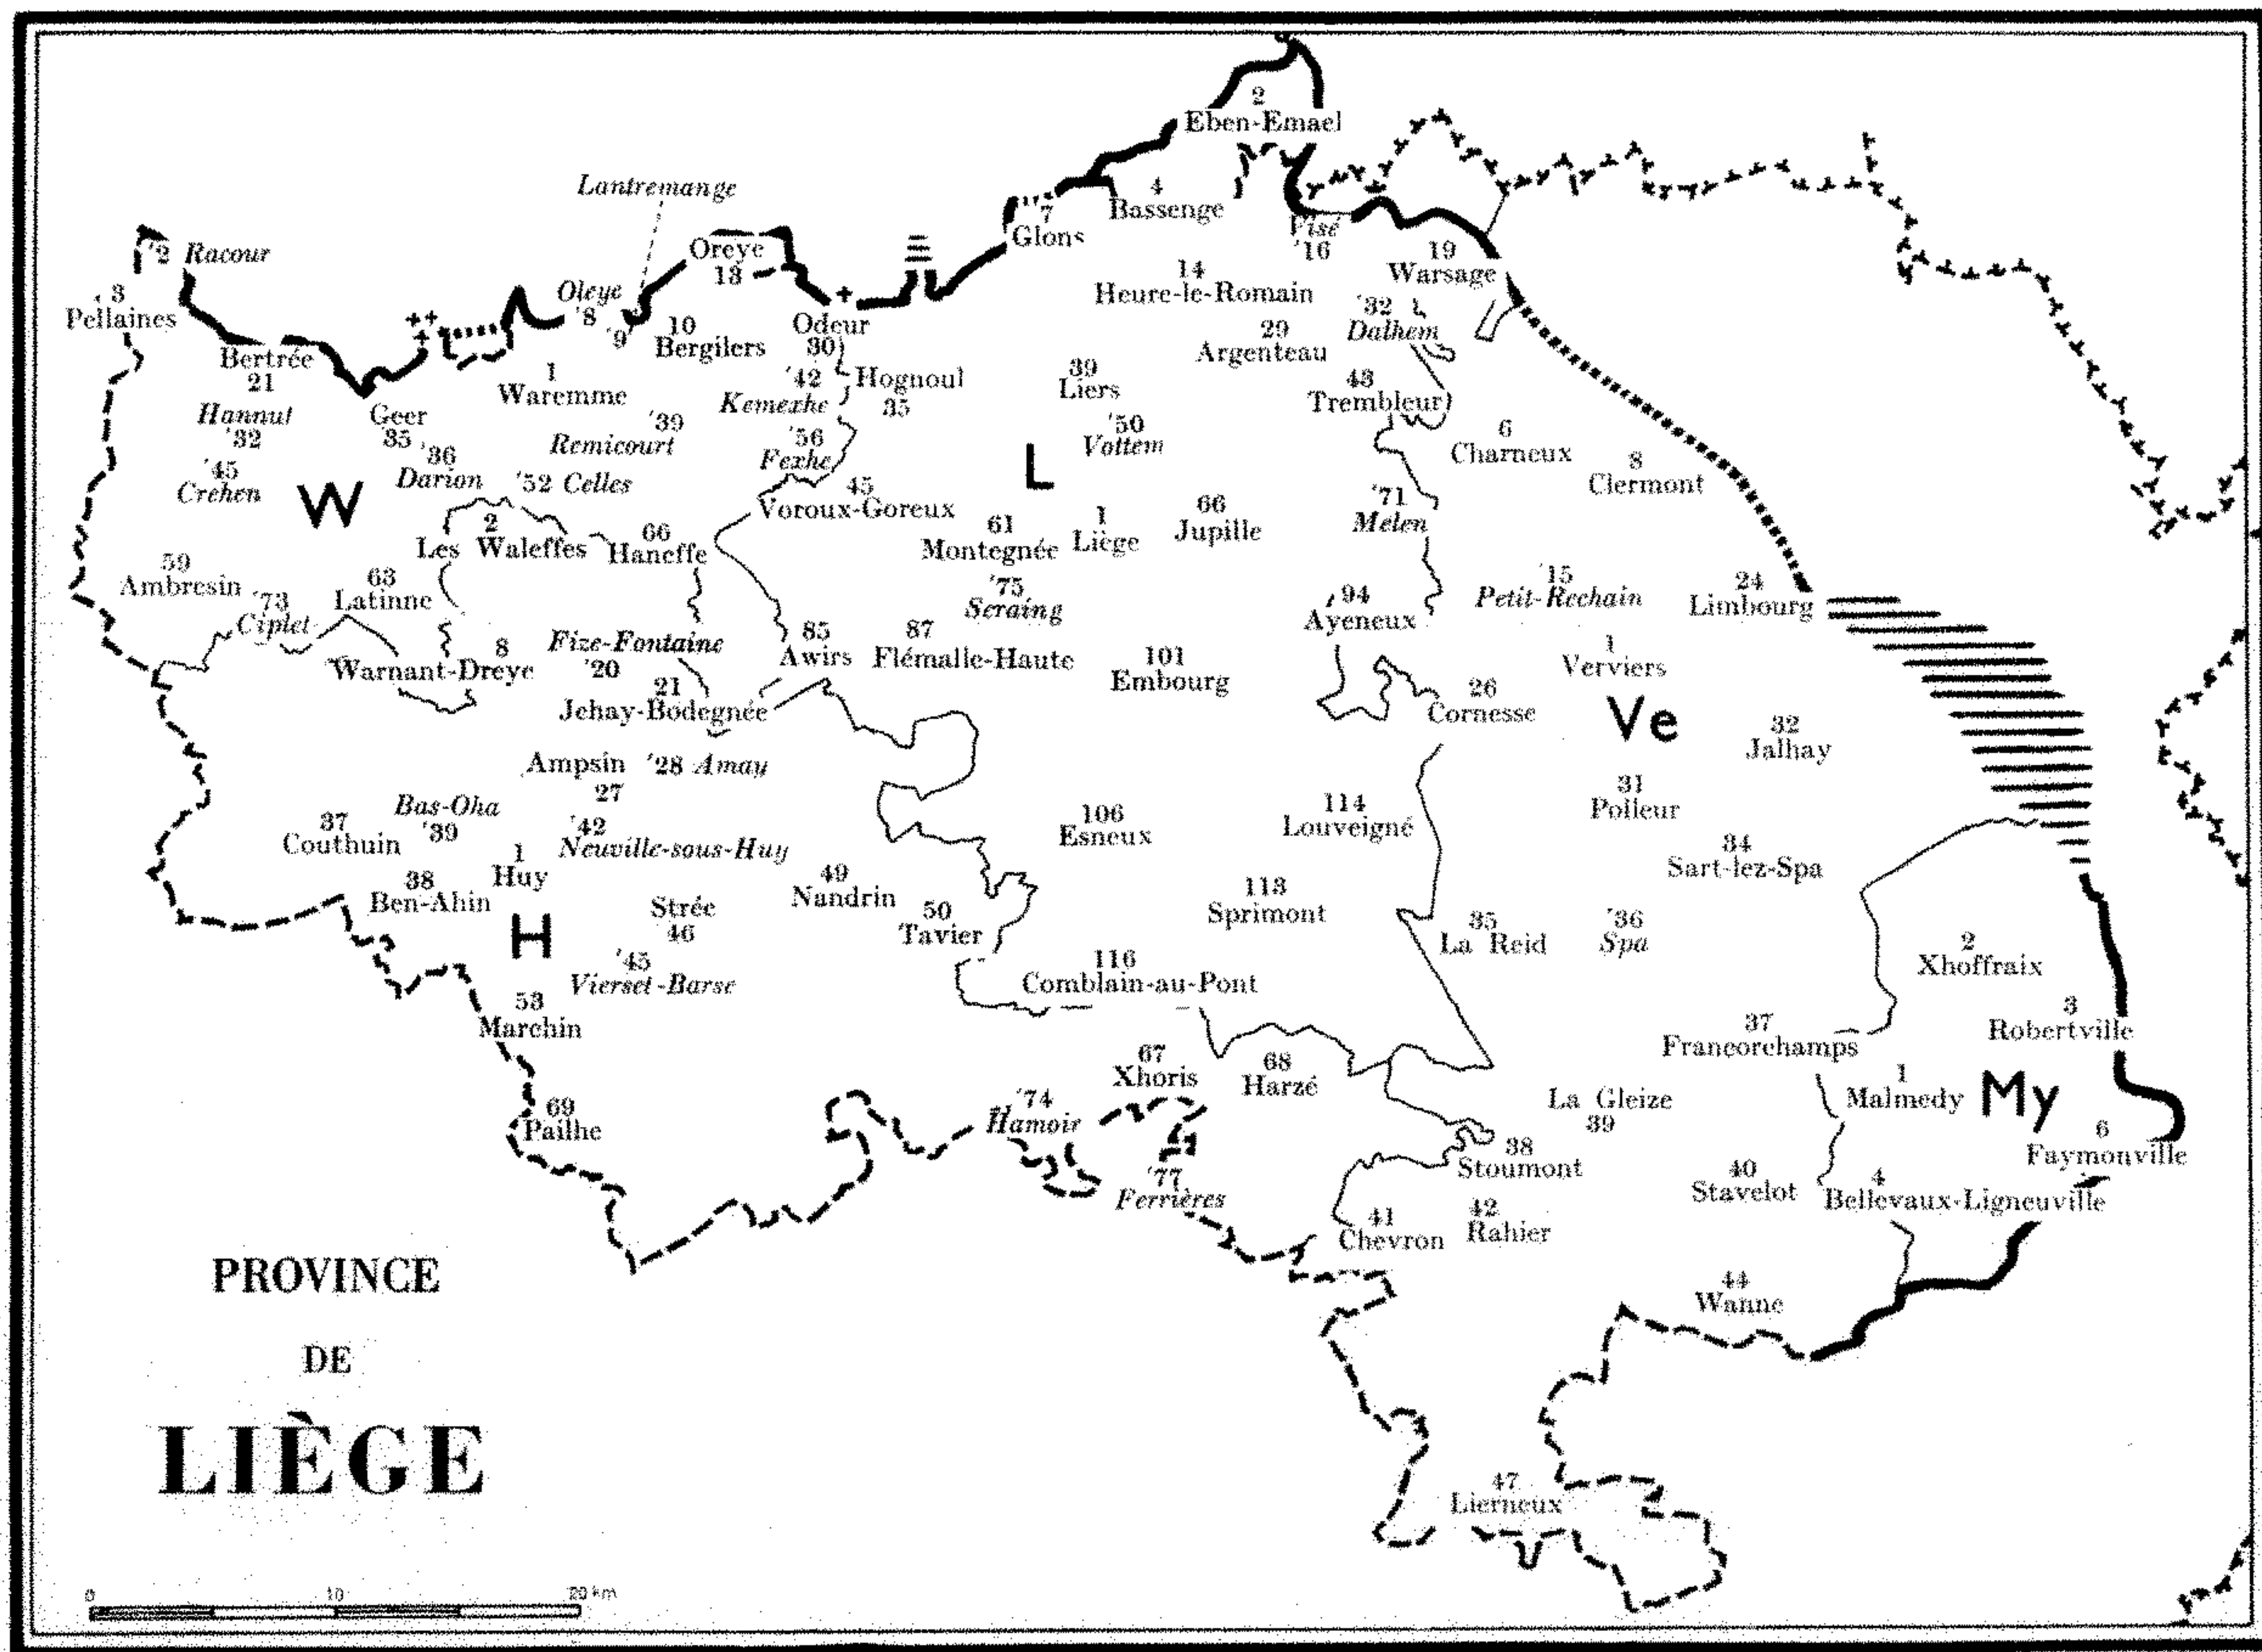 2
Eben-Emael
Lantremange
4
Bassenge
'7
Glons
Visé
'16
'2 Racour
Oreye
13
19
Warsage
14
Heure-le-Romain
3
Pellaines
Oleye
'8
'9
10
Bergilers
Odeur
30
'32
Dalhem
29
Argenteau
Bertrée
21
1
Waremme
'42
Kemexhe
Hognoul
35
39
Liers
43
Trembleur
Hannut
'32
Geer
'35
'39
Remicourt
'56
Fexhe
L
'50
Vottem
6
Charneux
8
Clermont
'45
Crehen
W
'36
Darion
'52 Celles
45
Voroux-Goreux
'71
Melen
2
Les Waleffes
66
Haneffe
61
Montegnée
1
Liège
66
Jupille
59
Ambresin
'73
Ciplet
63
Latinne
'75
Seraing
94
Ayeneux
'15
Petit-Rechain
24
Limbourg
8
Warnant-Dreye
Fize-Fontaine
'20
85
Awirs
87
Flémalle-Haute
101
Embourg
1
Verviers
21
Jehay-Bodegnée
26
Cornesse
Ve
32
Jalhay
Ampsin
27
'28 Amay
31
Polleur
37
Couthuin
Bas-Oha
'39
'42
Neuville-sous-Huy
106
Esneux
114
Louveigné
34
Sart-lez-Spa
38
Ben-Ahin
1
Huy
49
Nandrin
113
Sprimont
H
Strée
46
50
Tavier
35
La Reid
'36
Spa
2
Xhoffraix
'45
Vierset-Barse
116
Comblain-au-Pont
53
Marchin
37
Francorchamps
3
Robertville
67
Xhoris
68
Harzé
69
Pailhe
'74
Hamoir
La Gleize
39
1
Malmedy
My
6
Faymonville
'77
Ferrières
38
Stoumont
40
Stavelot
4
Bellevaux-Ligneuville
41
Chevron
42
Rahier
44
Wanne
PROVINCE
DE
LIÈGE
47
Lierneux
0 10 20 km